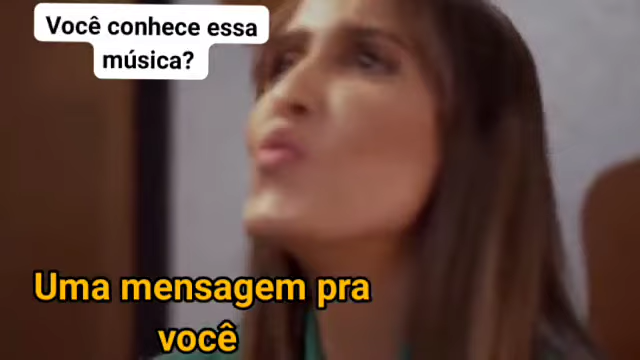 Você conhece essa
música?
Uma mensagem pra
você